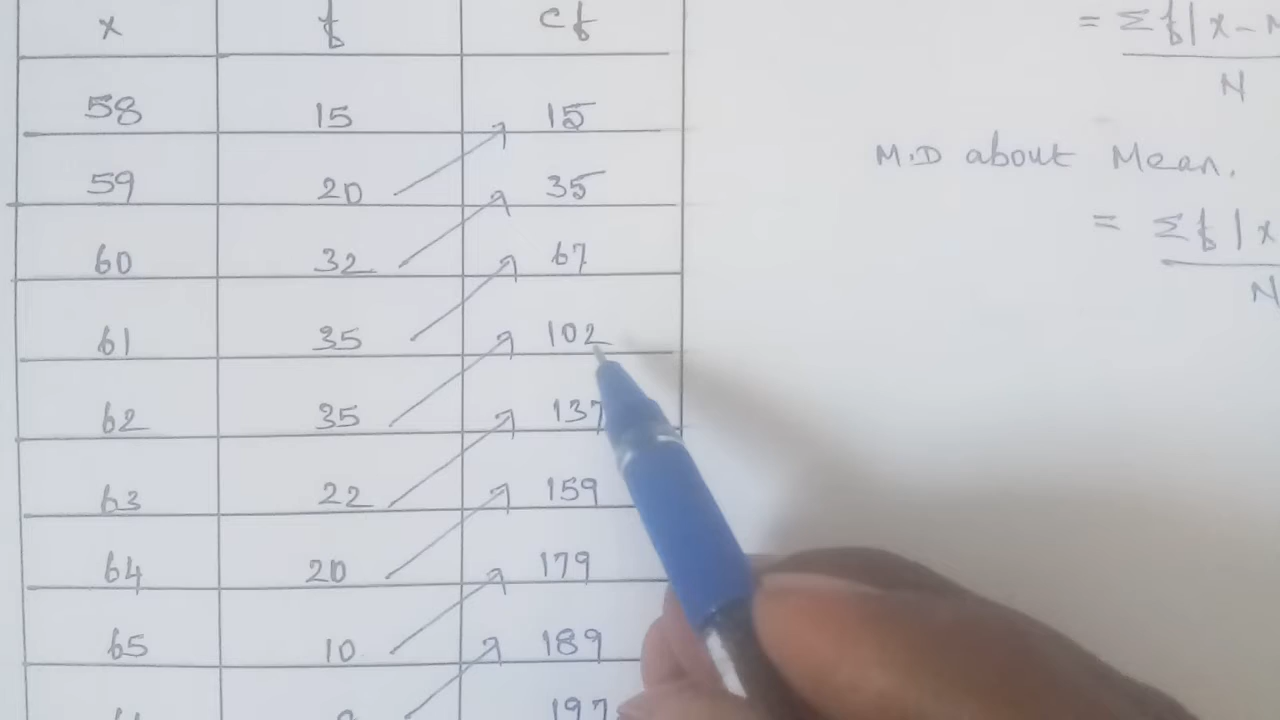 x f cf
58 15 15
59 20 35
60 32 67
61 35 102
62 35 137
63 22 159
64 20 179
65 10 189
197
= Σf|x-
N
M.D about Mean.
= Σf|x
N